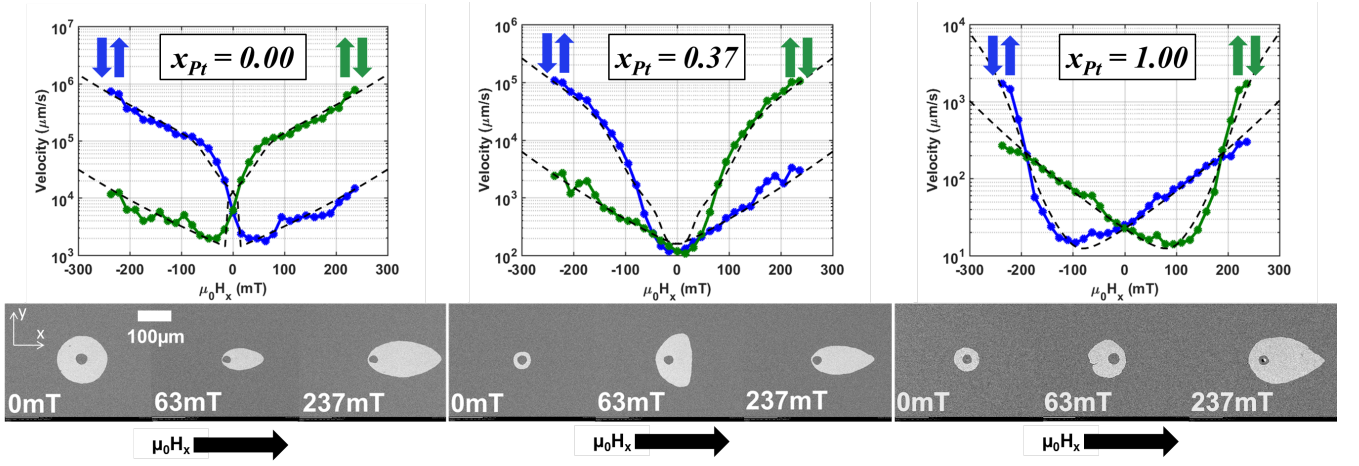 x_Pt = 0.00
10^7
10^6
10^5
10^4
10^3
Velocity (μm/s)
-300 -200 -100 0 100 200 300
μ₀Hₓ (mT)
x_Pt = 0.37
10^6
10^5
10^4
10^3
10^2
Velocity (μm/s)
-300 -200 -100 0 100 200 300
μ₀Hₓ (mT)
x_Pt = 1.00
10^4
10^3
10^2
10^1
Velocity (μm/s)
-300 -200 -100 0 100 200 300
μ₀Hₓ (mT)
y
x
100μm
0mT 63mT 237mT
0mT 63mT 237mT
0mT 63mT 237mT
μ₀Hₓ
μ₀Hₓ
μ₀Hₓ